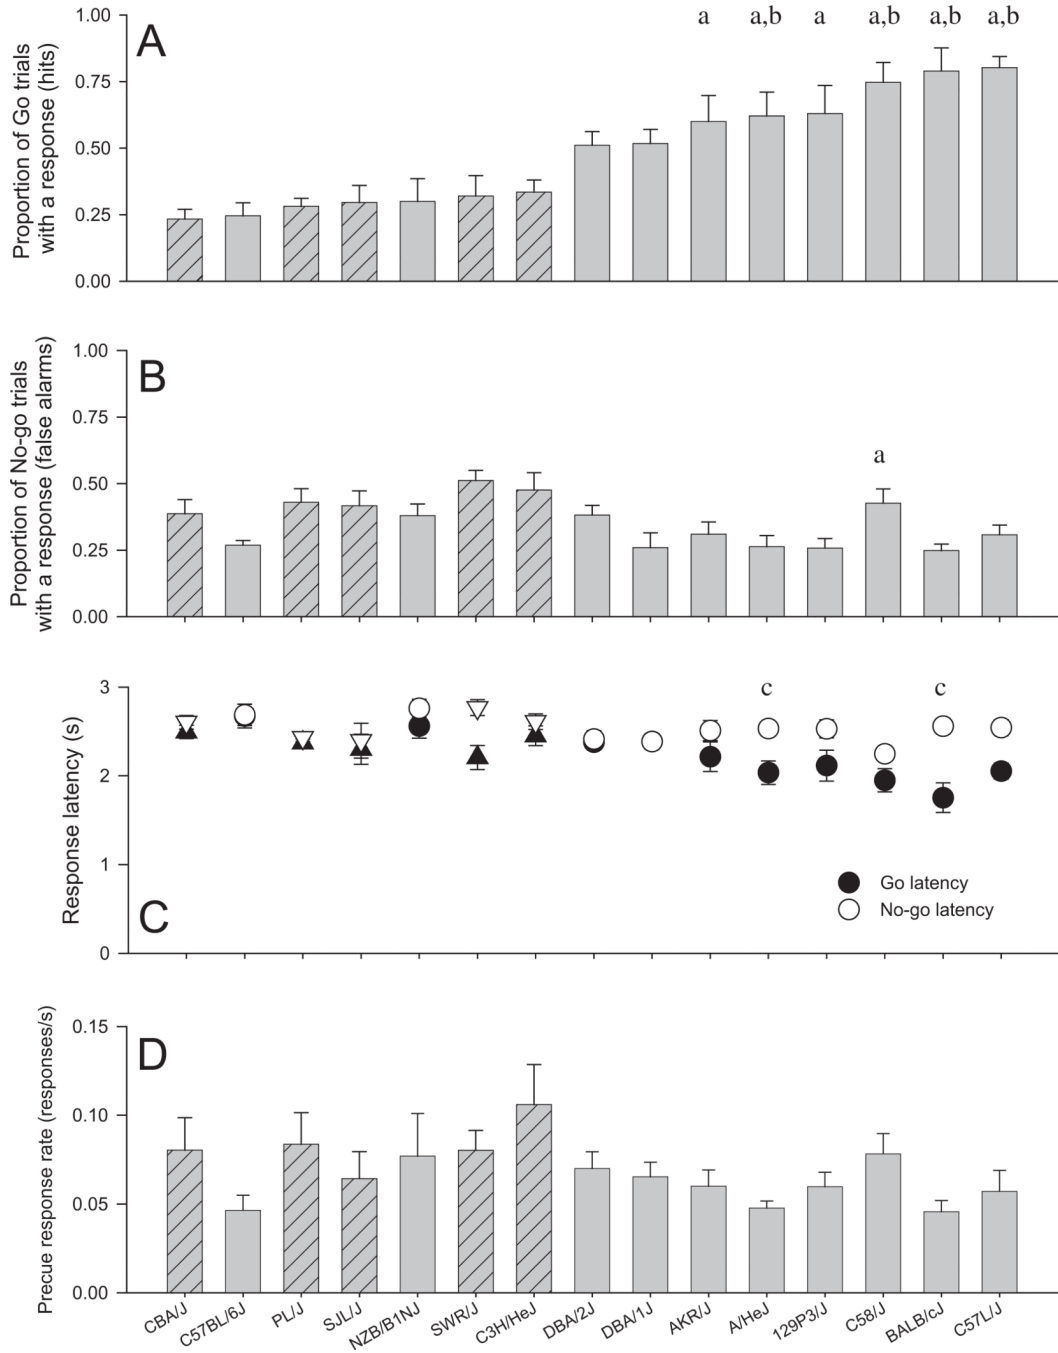 A
Proportion of Go trials
with a response (hits)
1.00
0.75
0.50
0.25
0.00
a a,b a a,b a,b a,b
B
Proportion of No-go trials
with a response (false alarms)
1.00
0.75
0.50
0.25
0.00
a
C
Response latency (s)
3
2
1
0
c c
Go latency
No-go latency
D
Precue response rate (responses/s)
0.15
0.10
0.05
0.00
CBA/J C57BL/6J PL/J SJL/J NZB/B1NJ SWR/J C3H/HeJ DBA/2J DBA/1J AKR/J A/HeJ 129P3/J C58/J BALB/cJ C57L/J